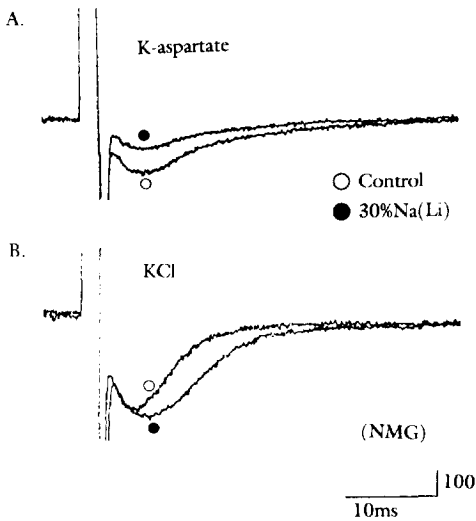 A.
K-aspartate
○ Control
● 30%Na(Li)
B.
KCl
(NMG)
100
10ms